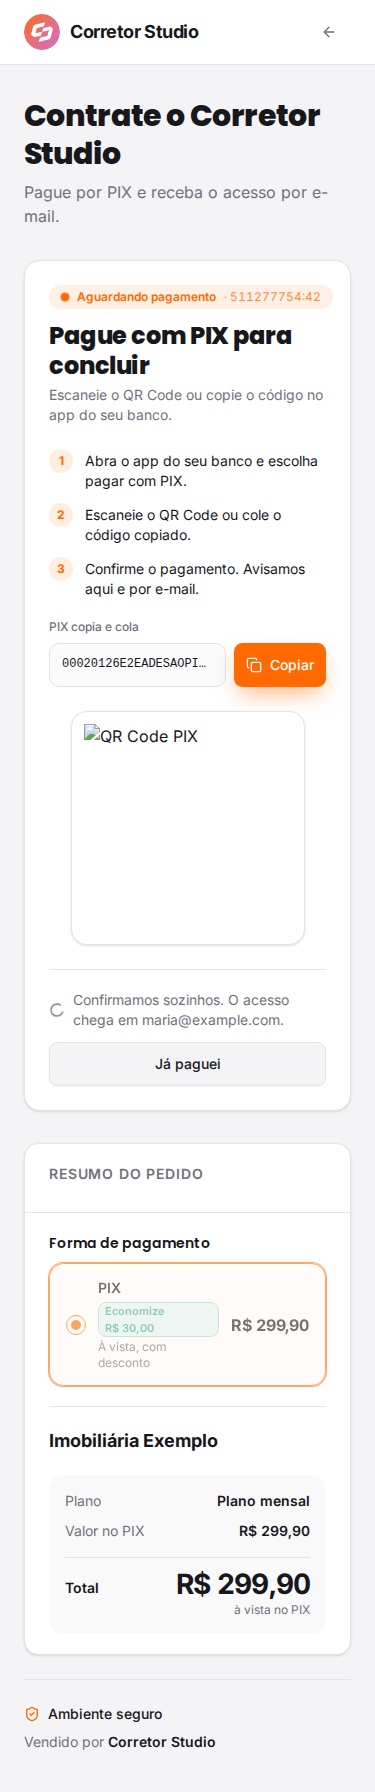 Corretor Studio
Contrate o Corretor
Studio
Pague por PIX e receba o acesso por e-
mail.
Aguardando pagamento · 511277754:42
Pague com PIX para
concluir
Escaneie o QR Code ou copie o código no
app do seu banco.
1 Abra o app do seu banco e escolha
pagar com PIX.
2 Escaneie o QR Code ou cole o
código copiado.
3 Confirme o pagamento. Avisamos
aqui e por e-mail.
PIX copia e cola
00020126E2EADESAOPI… Copiar
QR Code PIX
Confirmamos sozinhos. O acesso
chega em maria@example.com.
Já paguei
RESUMO DO PEDIDO
Forma de pagamento
PIX
Economize
R$ 30,00
R$ 299,90
À vista, com
desconto
Imobiliária Exemplo
Plano Plano mensal
Valor no PIX R$ 299,90
Total R$ 299,90
à vista no PIX
Ambiente seguro
Vendido por Corretor Studio